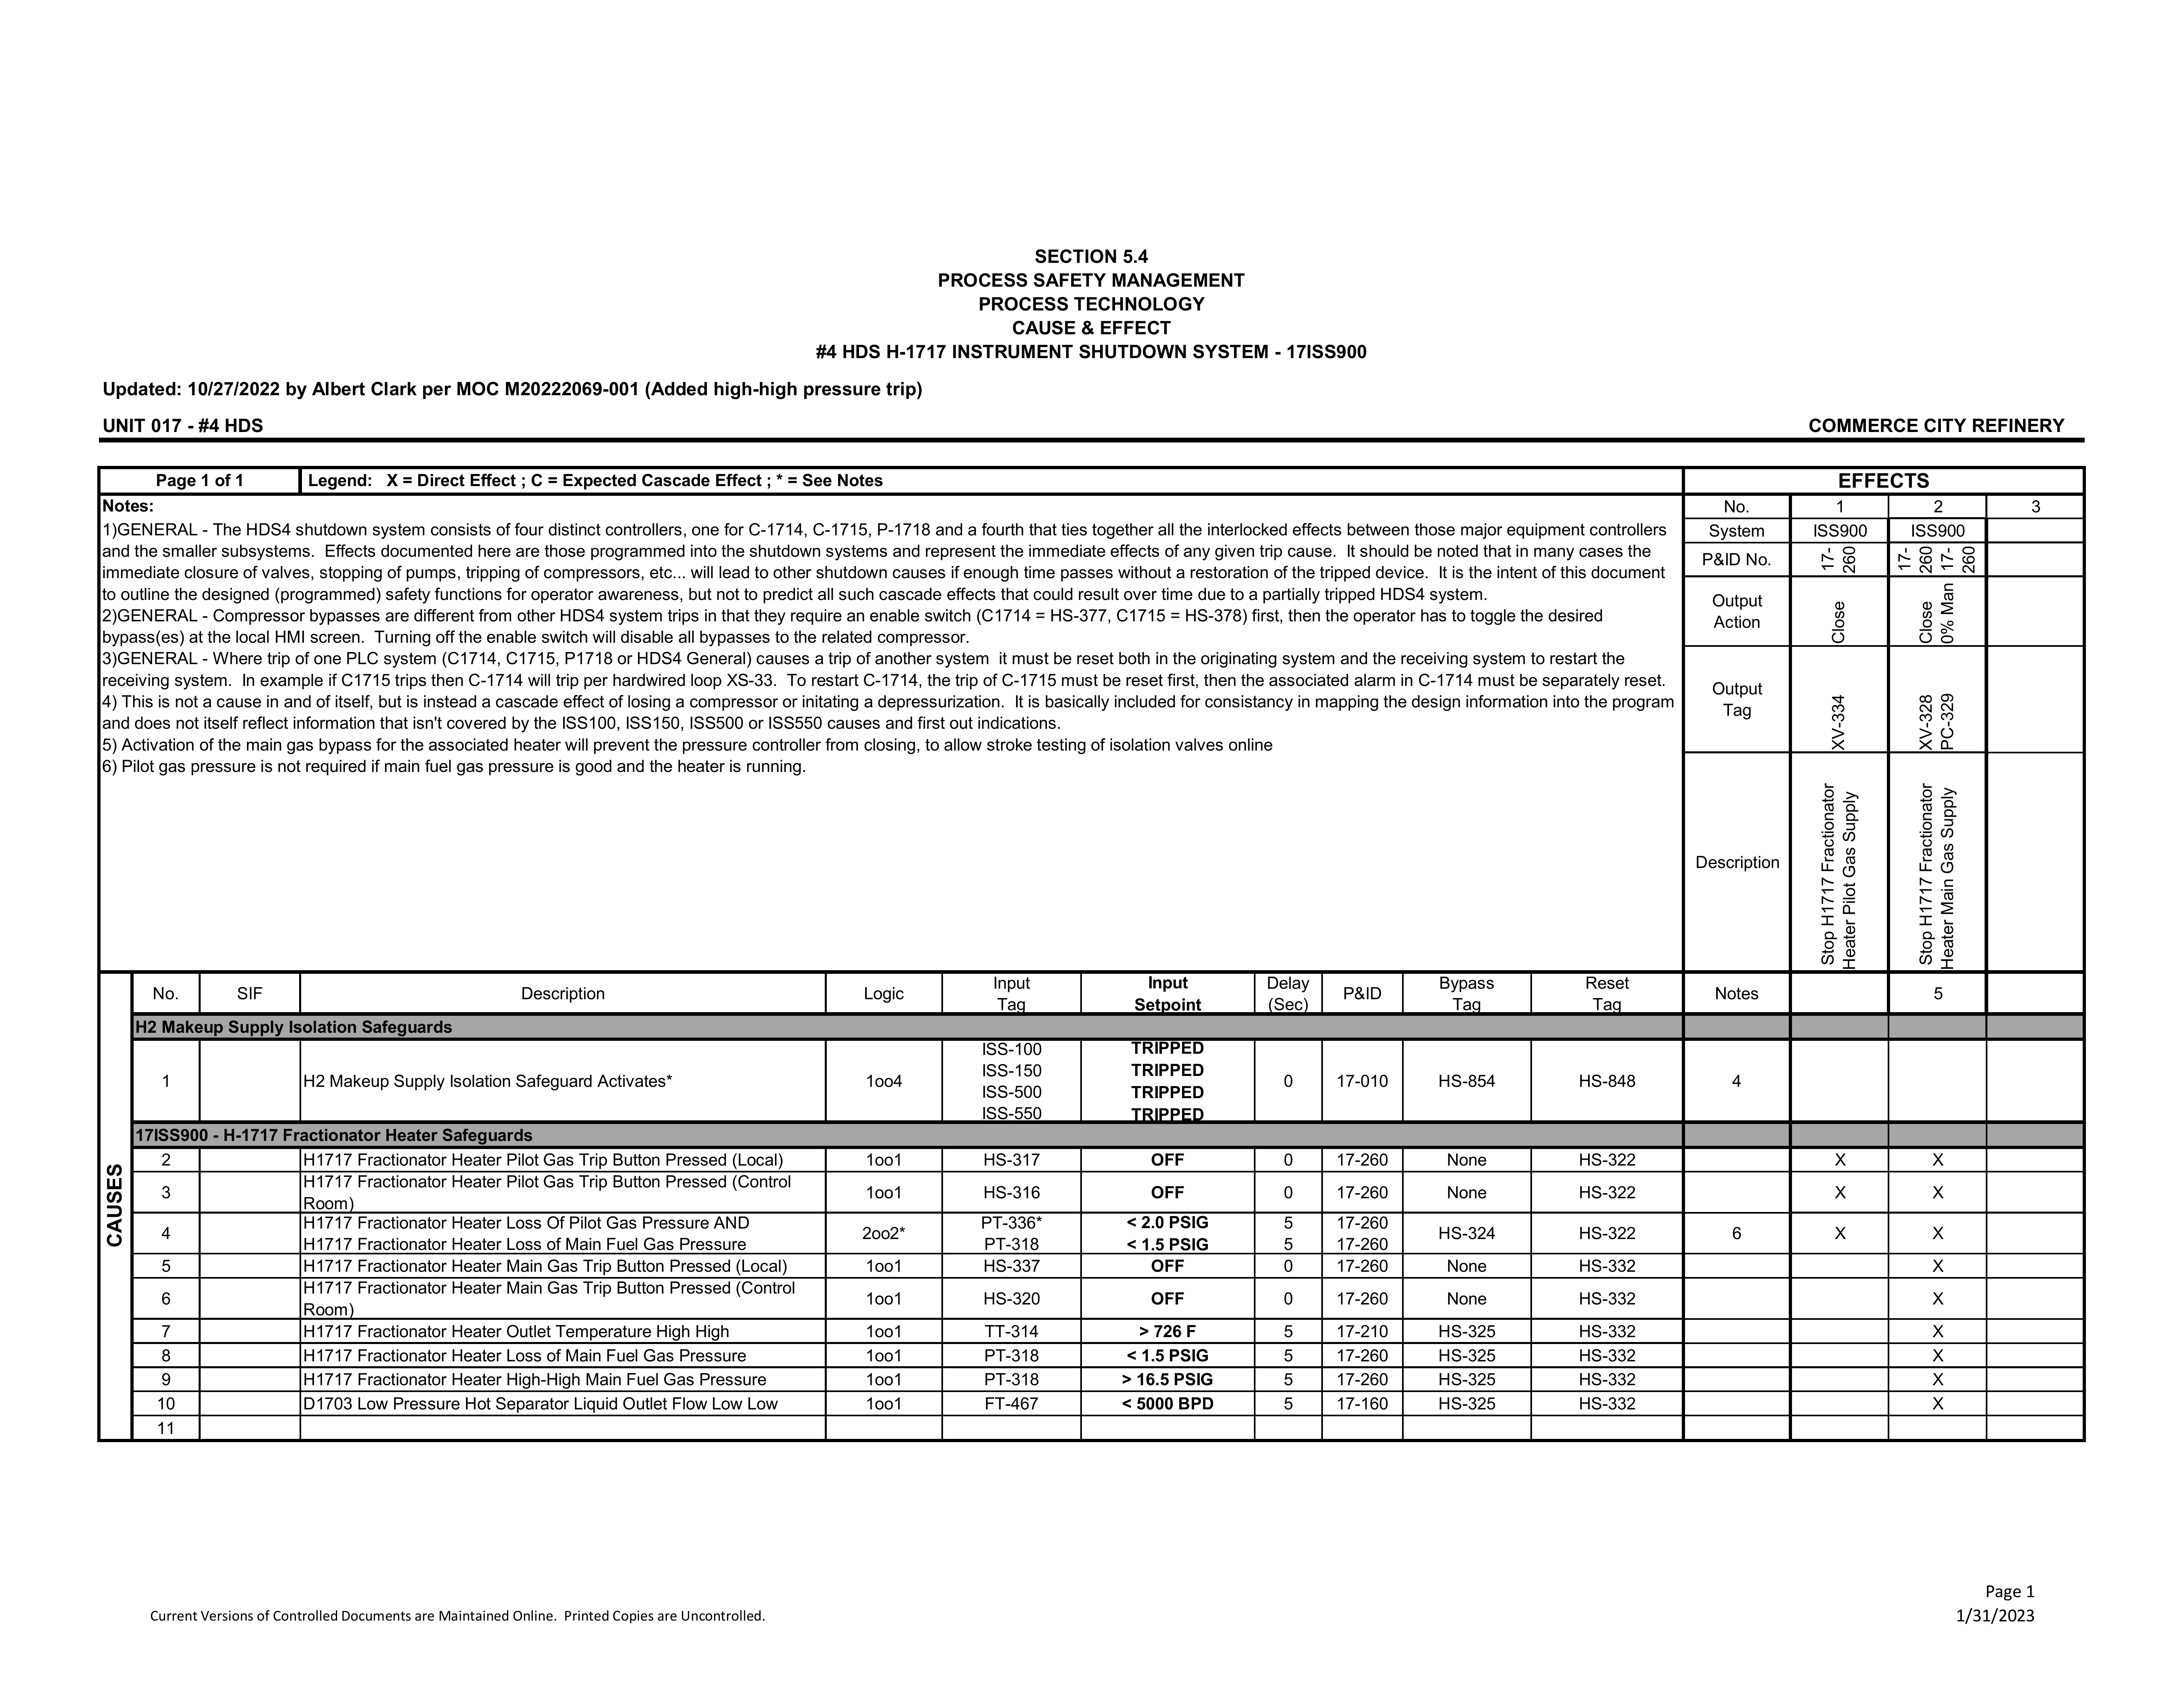 SECTION 5.4
PROCESS SAFETY MANAGEMENT
PROCESS TECHNOLOGY
CAUSE & EFFECT
#4 HDS H-1717 INSTRUMENT SHUTDOWN SYSTEM - 17ISS900
Updated: 10/27/2022 by Albert Clark per MOC M20222069-001 (Added high-high pressure trip)
UNIT 017 - #4 HDS COMMERCE CITY REFINERY
Page 1 of 1 Legend: X = Direct Effect ; C = Expected Cascade Effect ; * = See Notes EFFECTS
Notes:
1)GENERAL - The HDS4 shutdown system consists of four distinct controllers, one for C-1714, C-1715, P-1718 and a fourth that ties together all the interlocked effects between those major equipment controllers
and the smaller subsystems. Effects documented here are those programmed into the shutdown systems and represent the immediate effects of any given trip cause. It should be noted that in many cases the
immediate closure of valves, stopping of pumps, tripping of compressors, etc... will lead to other shutdown causes if enough time passes without a restoration of the tripped device. It is the intent of this document
to outline the designed (programmed) safety functions for operator awareness, but not to predict all such cascade effects that could result over time due to a partially tripped HDS4 system.
2)GENERAL - Compressor bypasses are different from other HDS4 system trips in that they require an enable switch (C1714 = HS-377, C1715 = HS-378) first, then the operator has to toggle the desired
bypass(es) at the local HMI screen. Turning off the enable switch will disable all bypasses to the related compressor.
3)GENERAL - Where trip of one PLC system (C1714, C1715, P1718 or HDS4 General) causes a trip of another system it must be reset both in the originating system and the receiving system to restart the
receiving system. In example if C1715 trips then C-1714 will trip per hardwired loop XS-33. To restart C-1714, the trip of C-1715 must be reset first, then the associated alarm in C-1714 must be separately reset.
4) This is not a cause in and of itself, but is instead a cascade effect of losing a compressor or initating a depressurization. It is basically included for consistancy in mapping the design information into the program
and does not itself reflect information that isn't covered by the ISS100, ISS150, ISS500 or ISS550 causes and first out indications.
5) Activation of the main gas bypass for the associated heater will prevent the pressure controller from closing, to allow stroke testing of isolation valves online
6) Pilot gas pressure is not required if main fuel gas pressure is good and the heater is running.
No. 1 2 3
System ISS900 ISS900
P&ID No.
17-
260
17-
260
17-
260
Output
Action
Close
Close
0% Man
Output
Tag
XV-334
XV-328
PC-329
Description
Stop H1717 Fractionator
Heater Pilot Gas Supply
Stop H1717 Fractionator
Heater Main Gas Supply
CAUSES
No. SIF Description Logic Input Tag Input Setpoint Delay (Sec) P&ID Bypass Tag Reset Tag Notes 5
H2 Makeup Supply Isolation Safeguards
ISS-100 TRIPPED
ISS-150 TRIPPED
1 H2 Makeup Supply Isolation Safeguard Activates* 1oo4 0 17-010 HS-854 HS-848 4
ISS-500 TRIPPED
ISS-550 TRIPPED
17ISS900 - H-1717 Fractionator Heater Safeguards
2 H1717 Fractionator Heater Pilot Gas Trip Button Pressed (Local) 1oo1 HS-317 OFF 0 17-260 None HS-322 X X
3 H1717 Fractionator Heater Pilot Gas Trip Button Pressed (Control
Room) 1oo1 HS-316 OFF 0 17-260 None HS-322 X X
4 H1717 Fractionator Heater Loss Of Pilot Gas Pressure AND PT-336* < 2.0 PSIG 5 17-260
H1717 Fractionator Heater Loss of Main Fuel Gas Pressure 2oo2* PT-318 < 1.5 PSIG 5 17-260 HS-324 HS-322 6 X X
5 H1717 Fractionator Heater Main Gas Trip Button Pressed (Local) 1oo1 HS-337 OFF 0 17-260 None HS-332 X
6 H1717 Fractionator Heater Main Gas Trip Button Pressed (Control
Room) 1oo1 HS-320 OFF 0 17-260 None HS-332 X
7 H1717 Fractionator Heater Outlet Temperature High High 1oo1 TT-314 > 726 F 5 17-210 HS-325 HS-332 X
8 H1717 Fractionator Heater Loss of Main Fuel Gas Pressure 1oo1 PT-318 < 1.5 PSIG 5 17-260 HS-325 HS-332 X
9 H1717 Fractionator Heater High-High Main Fuel Gas Pressure 1oo1 PT-318 > 16.5 PSIG 5 17-260 HS-325 HS-332 X
10 D1703 Low Pressure Hot Separator Liquid Outlet Flow Low Low 1oo1 FT-467 < 5000 BPD 5 17-160 HS-325 HS-332 X
11
Page 1
Current Versions of Controlled Documents are Maintained Online. Printed Copies are Uncontrolled. 1/31/2023